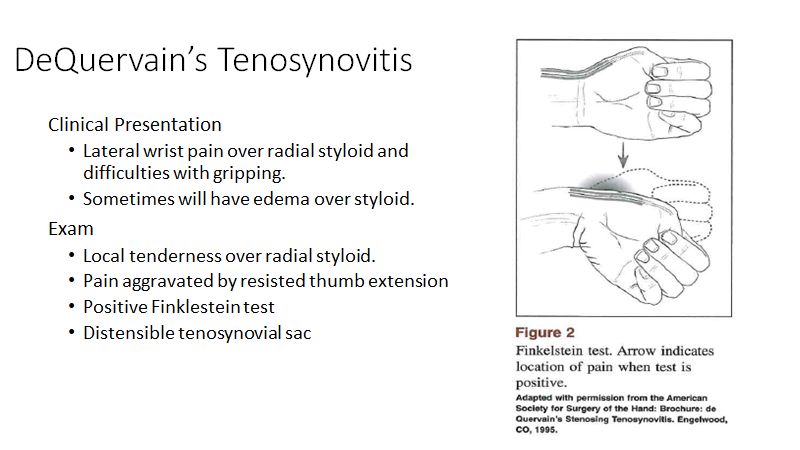 DeQuervain's Tenosynovitis
Clinical Presentation
• Lateral wrist pain over radial styloid and
difficulties with gripping.
• Sometimes will have edema over styloid.
Exam
• Local tenderness over radial styloid.
• Pain aggravated by resisted thumb extension
• Positive Finklestein test
• Distensible tenosynovial sac
Figure 2
Finkelstein test. Arrow indicates
location of pain when test is
positive.
Adapted with permission from the American
Society for Surgery of the Hand: Brochure: de
Quervain's Stenosing Tenosynovitis. Engelwood,
CO, 1995.